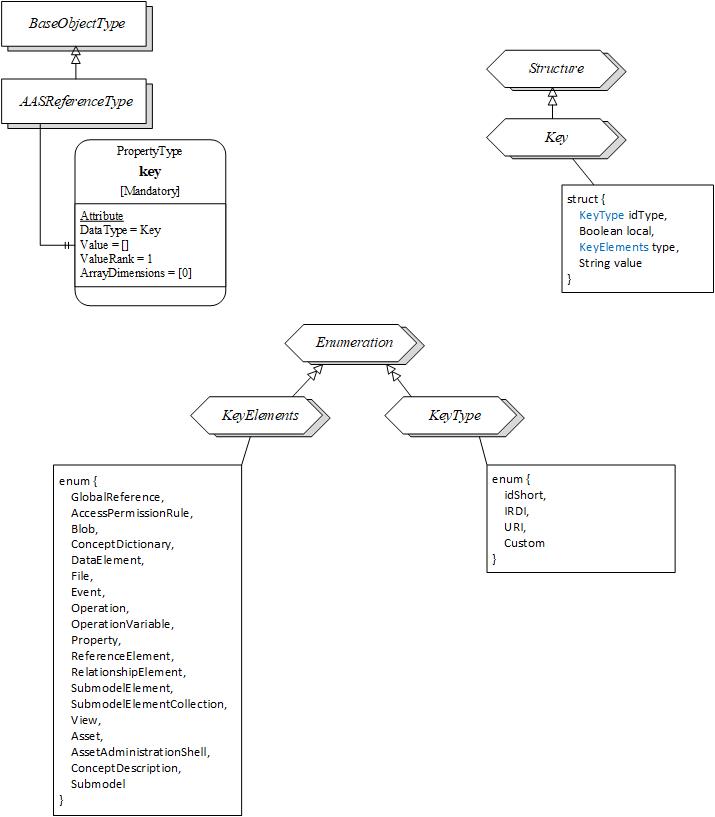 BaseObjectType
AASReferenceType
PropertyType
key
[Mandatory]
Attribute
DataType = Key
Value = []
ValueRank = 1
ArrayDimensions = [0]
Structure
Key
struct {
KeyType idType,
Boolean local,
KeyElements type,
String value
}
Enumeration
KeyElements
KeyType
enum {
GlobalReference,
AccessPermissionRule,
Blob,
ConceptDictionary,
DataElement,
File,
Event,
Operation,
OperationVariable,
Property,
ReferenceElement,
RelationshipElement,
SubmodelElement,
SubmodelElementCollection,
View,
Asset,
AssetAdministrationShell,
ConceptDescription,
Submodel
}
enum {
idShort,
IRDI,
URI,
Custom
}